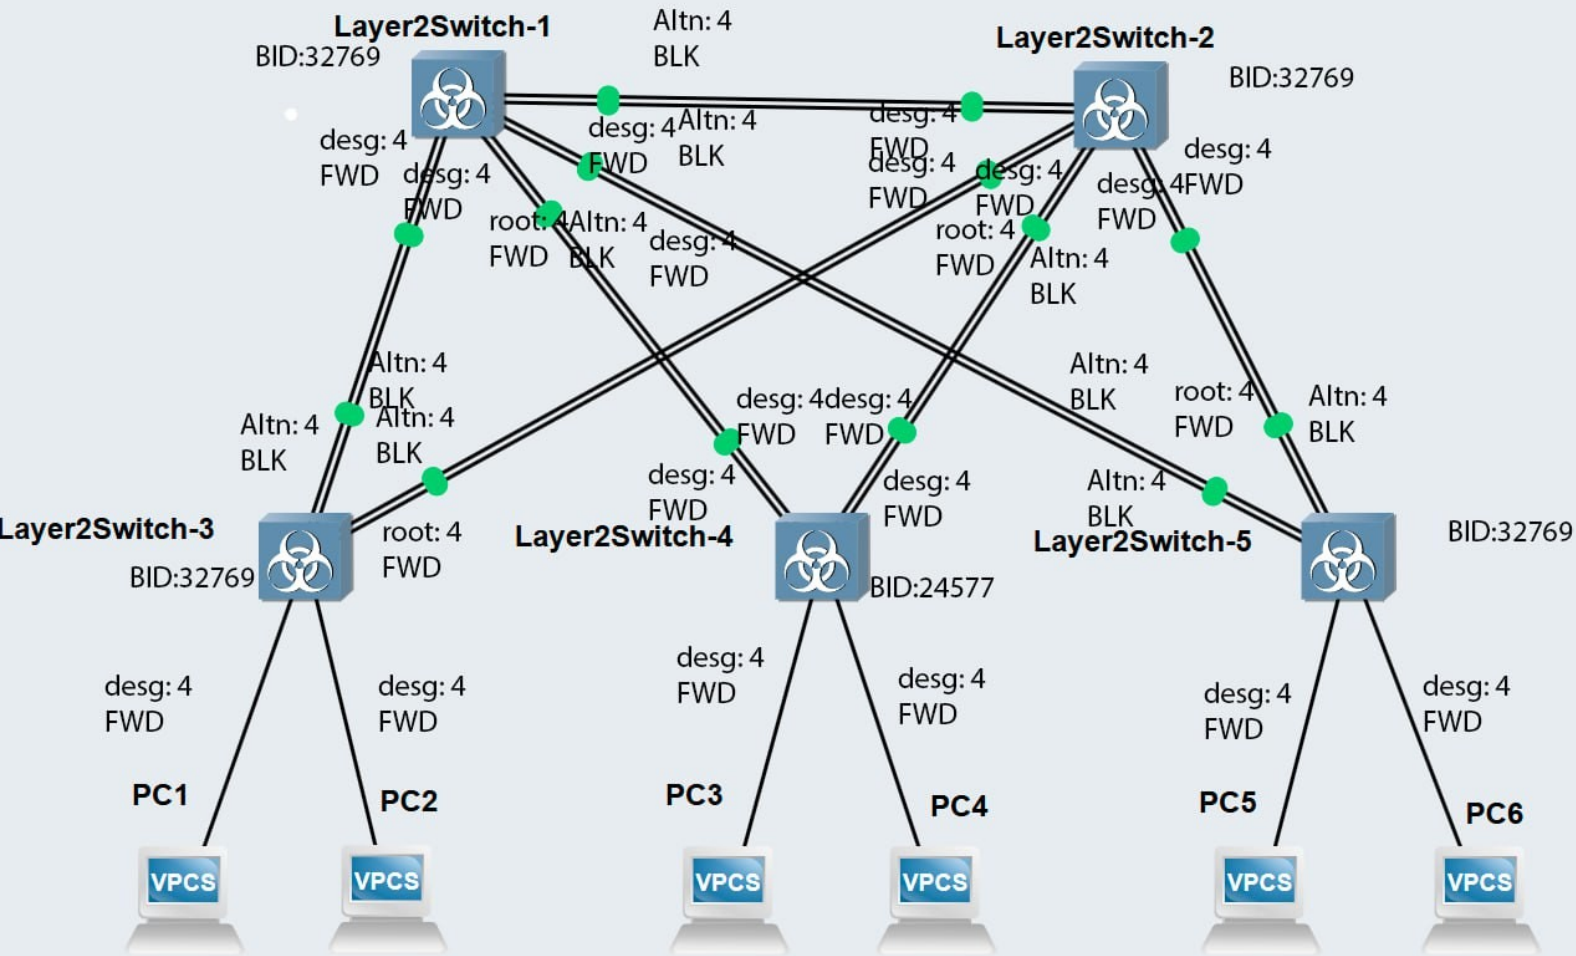 Layer2Switch-1
Altn: 4
BLK
Layer2Switch-2
BID:32769
BID:32769
desg: 4
FWD
desg: 4
FWD
desg: 4
FWD
Altn: 4
BLK
desg: 4
FWD
desg: 4
FWD
desg: 4
FWD
desg: 4
FWD
desg: 4
FWD
root: 4
FWD
Altn: 4
BLK
desg: 4
FWD
root: 4
FWD
Altn: 4
BLK
Altn: 4
BLK
Altn: 4
BLK
Altn: 4
BLK
desg: 4
FWD
desg: 4
FWD
Altn: 4
BLK
root: 4
FWD
Altn: 4
BLK
desg: 4
FWD
desg: 4
FWD
Altn: 4
BLK
Layer2Switch-3
root: 4
FWD
Layer2Switch-4
Layer2Switch-5
BID:32769
BID:32769
BID:24577
desg: 4
FWD
desg: 4
FWD
desg: 4
FWD
desg: 4
FWD
desg: 4
FWD
desg: 4
FWD
PC1
PC2
PC3
PC4
PC5
PC6
VPCS
VPCS
VPCS
VPCS
VPCS
VPCS